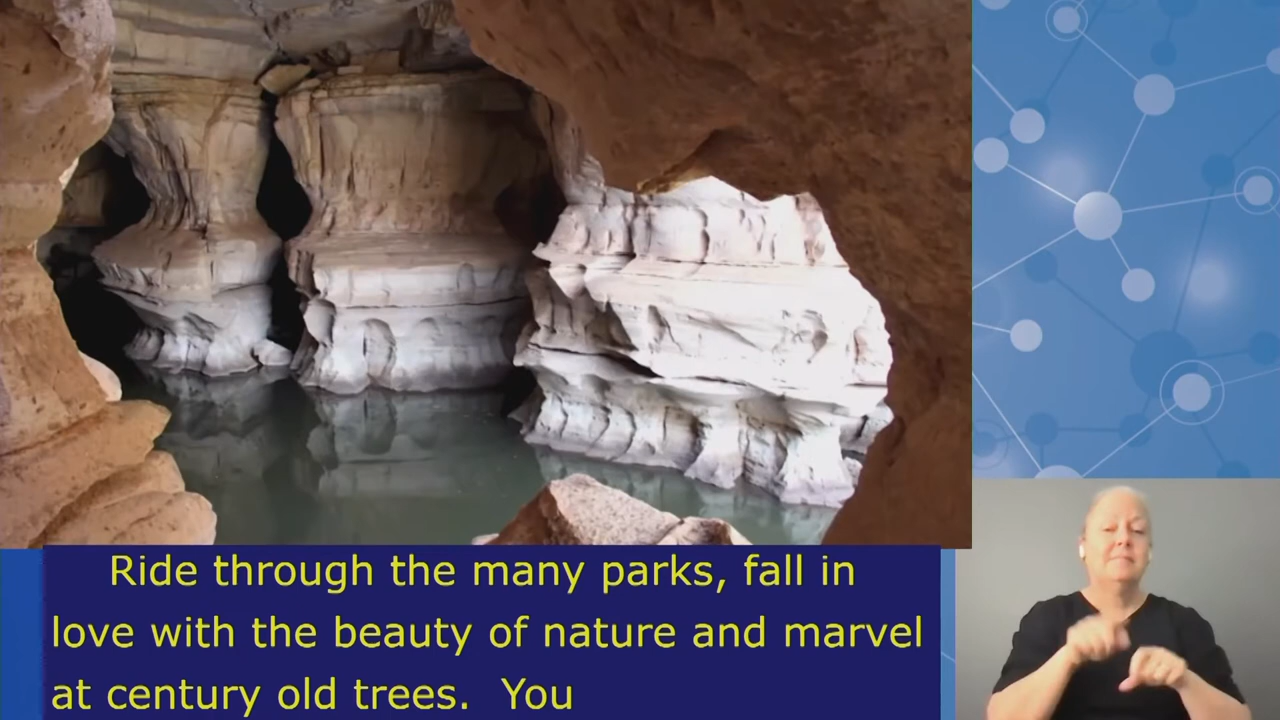 Ride through the many parks, fall in
love with the beauty of nature and marvel
at century old trees.  You